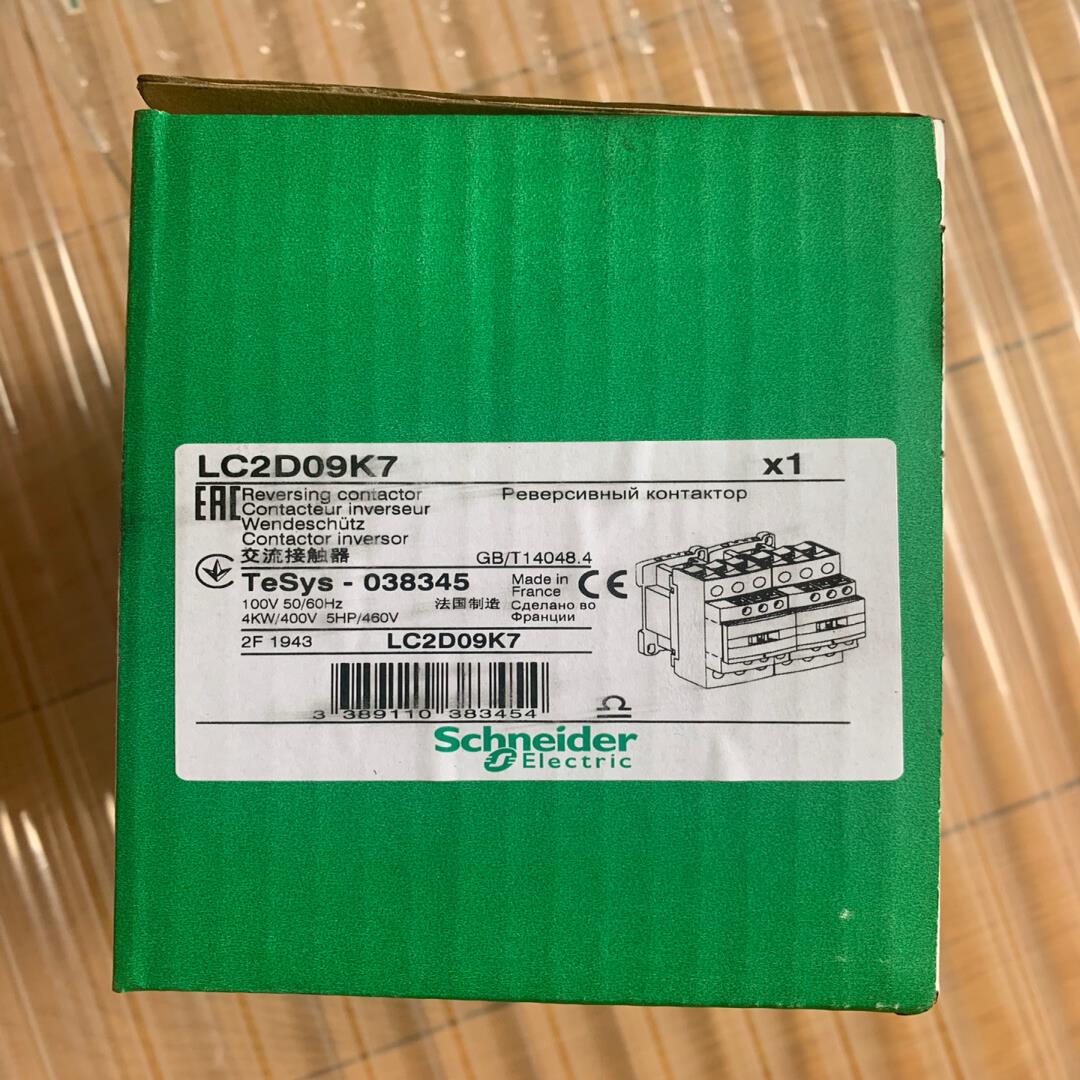 LC2D09K7 x1
EAC
Reversing contactor Реверсивный контактор
Contacteur inverseur
Wendeschütz
Contactor inversor
交流接触器 GB/T14048.4
TeSys - 038345
Made in
France
CE
100V 50/60Hz 法国制造
Сделано во
Франции
4KW/400V 5HP/460V
2F 1943 LC2D09K7
3 389110 383454
Schneider
Electric